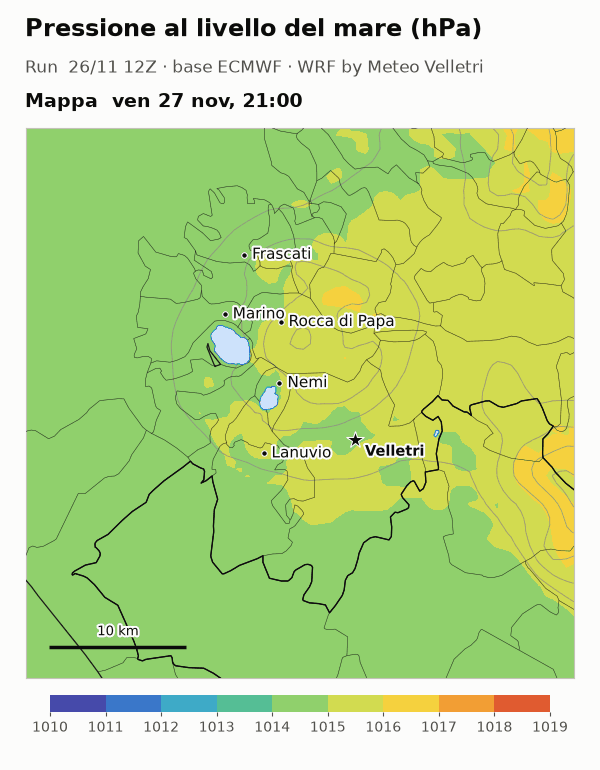 Pressione al livello del mare (hPa)
Run  26/11 12Z · base ECMWF · WRF by Meteo Velletri
Mappa  ven 27 nov, 21:00
Frascati
Marino
Rocca di Papa
Nemi
Velletri
Lanuvio
10 km
1010 1011 1012 1013 1014 1015 1016 1017 1018 1019